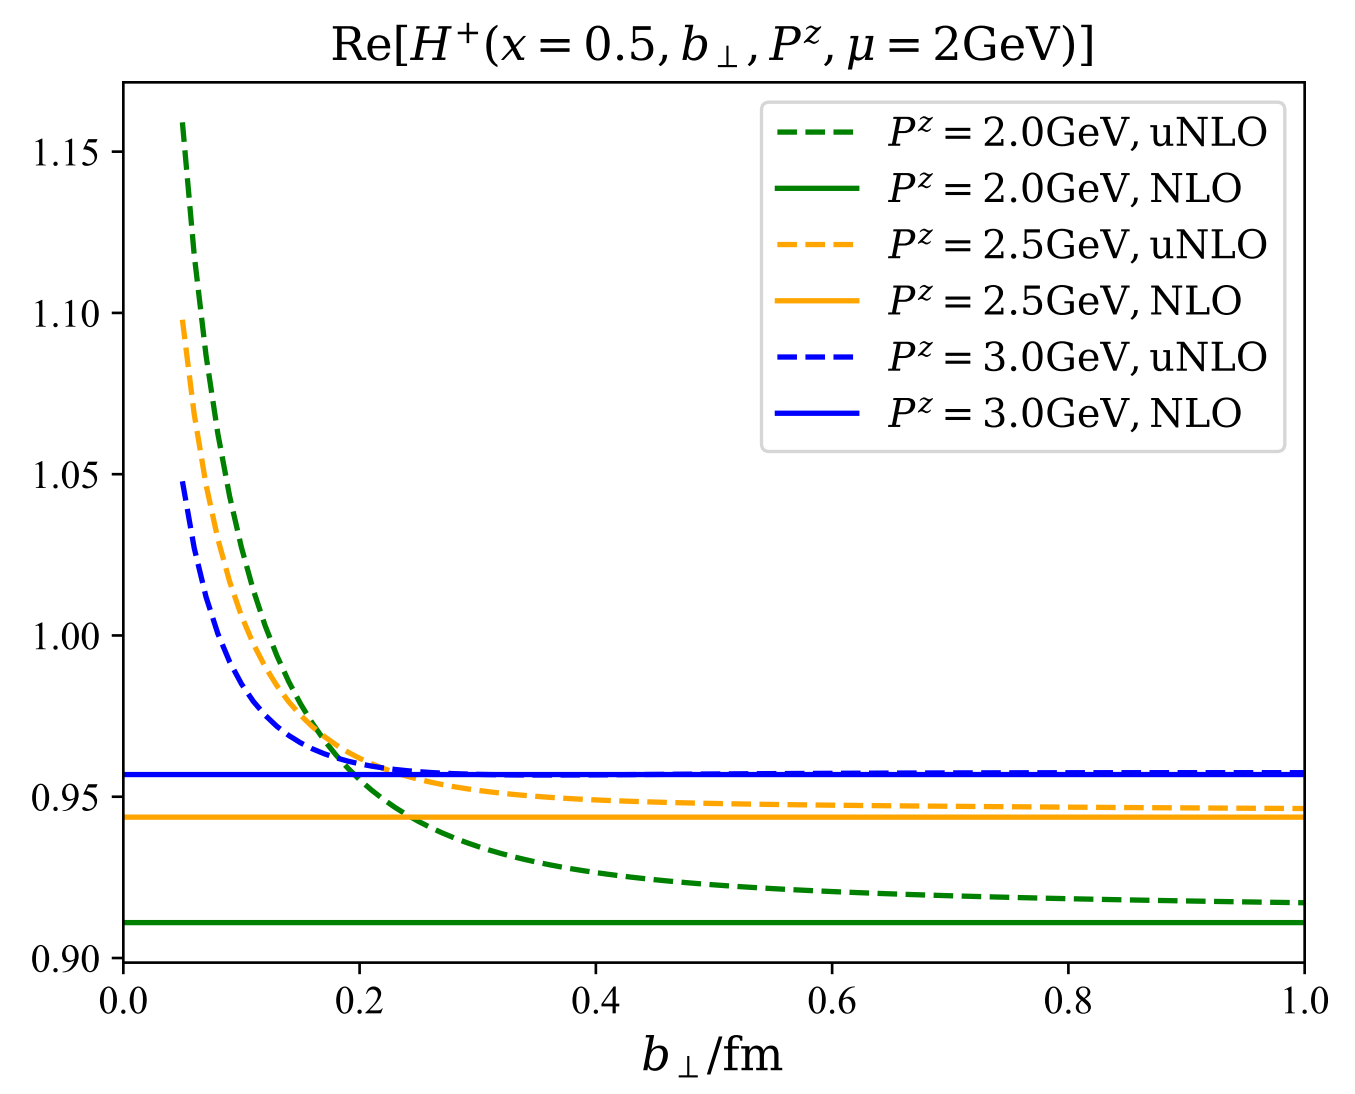 Re[H⁺(x = 0.5, b⊥, Pᶻ, μ = 2GeV)]
1.15
1.10
1.05
1.00
0.95
0.90
Pᶻ = 2.0GeV, uNLO
Pᶻ = 2.0GeV, NLO
Pᶻ = 2.5GeV, uNLO
Pᶻ = 2.5GeV, NLO
Pᶻ = 3.0GeV, uNLO
Pᶻ = 3.0GeV, NLO
0.0 0.2 0.4 0.6 0.8 1.0
b⊥/fm